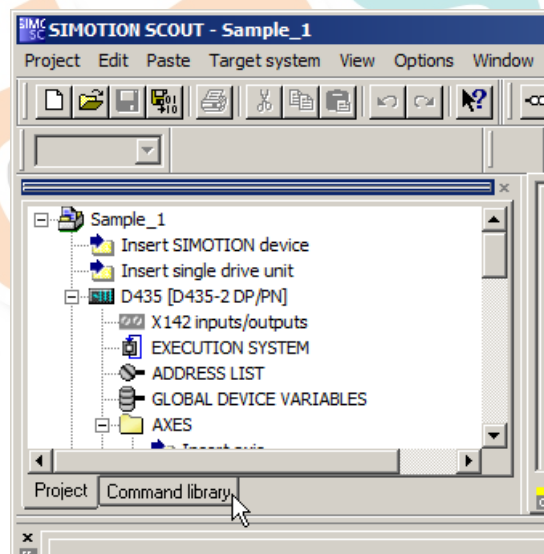 SIMOTION SCOUT - Sample_1
Project Edit Paste Target system View Options Window
Sample_1
Insert SIMOTION device
Insert single drive unit
D435 [D435-2 DP/PN]
X142 inputs/outputs
EXECUTION SYSTEM
ADDRESS LIST
GLOBAL DEVICE VARIABLES
AXES
Insert axis
Project Command library